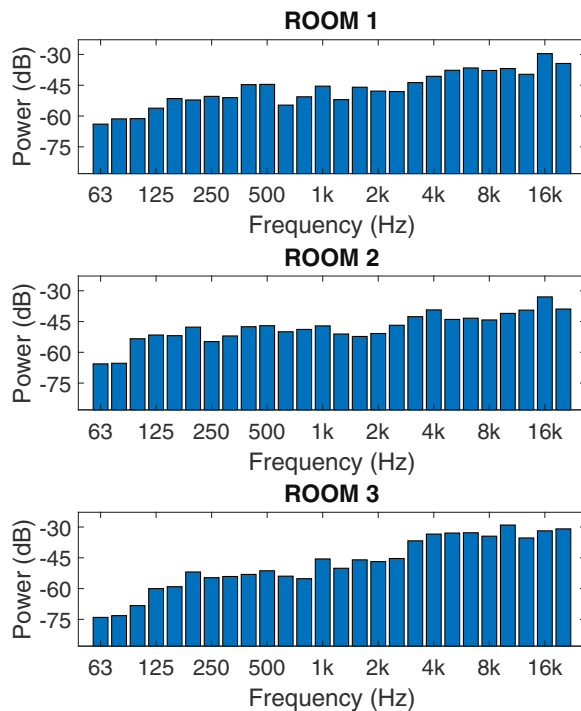 ROOM 1
Power (dB)
-30
-45
-60
-75
63 125 250 500 1k 2k 4k 8k 16k
Frequency (Hz)
ROOM 2
Power (dB)
-30
-45
-60
-75
63 125 250 500 1k 2k 4k 8k 16k
Frequency (Hz)
ROOM 3
Power (dB)
-30
-45
-60
-75
63 125 250 500 1k 2k 4k 8k 16k
Frequency (Hz)